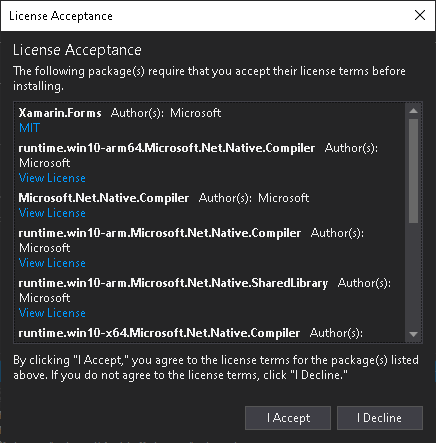 License Acceptance
License Acceptance
The following package(s) require that you accept their license terms before
installing.
Xamarin.Forms Author(s): Microsoft
MIT
runtime.win10-arm64.Microsoft.Net.Native.Compiler Author(s):
Microsoft
View License
Microsoft.Net.Native.Compiler Author(s): Microsoft
View License
runtime.win10-arm.Microsoft.Net.Native.Compiler Author(s):
Microsoft
View License
runtime.win10-arm.Microsoft.Net.Native.SharedLibrary Author(s):
Microsoft
View License
runtime.win10-x64.Microsoft.Net.Native.Compiler Author(s):
By clicking "I Accept," you agree to the license terms for the package(s) listed
above. If you do not agree to the license terms, click "I Decline."
I Accept
I Decline